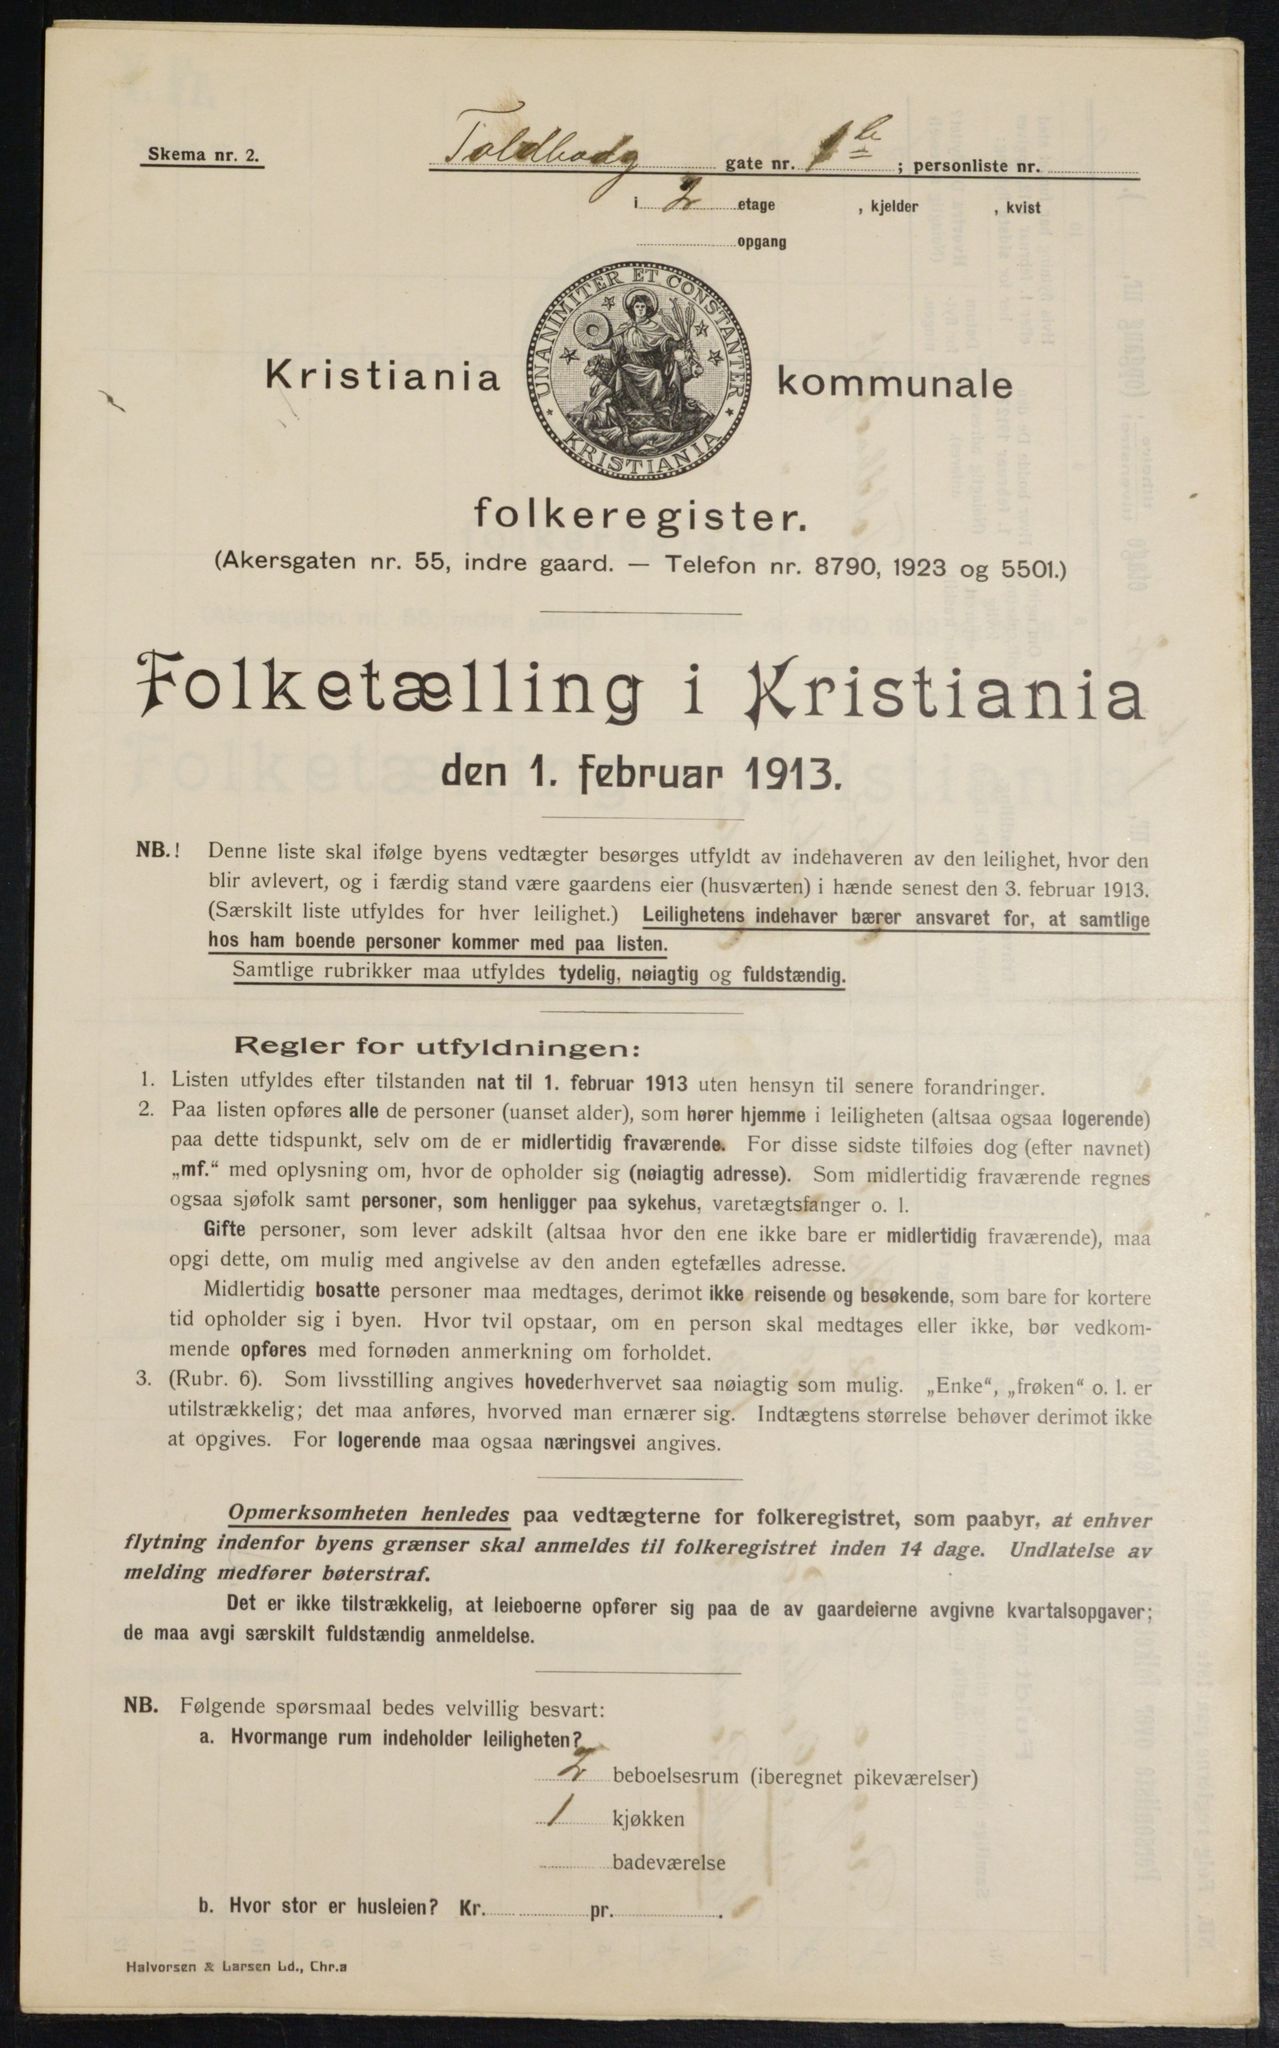 Skema nr. 2.
Toldbodg gate nr. 1 b ; personliste nr.
i 2 etage , kjelder , kvist
opgang
UNANIMITER ET CONSTANTER
KRISTIANIA
Kristiania kommunale
folkeregister.
(Akersgaten nr. 55, indre gaard. — Telefon nr. 8790, 1923 og 5501.)
Folketælling i Kristiania
den 1. februar 1913.
NB.! Denne liste skal ifølge byens vedtægter besørges utfyldt av indehaveren av den leilighet, hvor den
blir avlevert, og i færdig stand være gaardens eier (husværten) i hænde senest den 3. februar 1913.
(Særskilt liste utfyldes for hver leilighet.) Leilighetens indehaver bærer ansvaret for, at samtlige
hos ham boende personer kommer med paa listen.
Samtlige rubrikker maa utfyldes tydelig, nøiagtig og fuldstændig.
Regler for utfyldningen:
1. Listen utfyldes efter tilstanden nat til 1. februar 1913 uten hensyn til senere forandringer.
2. Paa listen opføres alle de personer (uanset alder), som hører hjemme i leiligheten (altsaa ogsaa logerende)
paa dette tidspunkt, selv om de er midlertidig fraværende. For disse sidste tilføies dog (efter navnet)
„mf.“ med oplysning om, hvor de opholder sig (nøiagtig adresse). Som midlertidig fraværende regnes
ogsaa sjøfolk samt personer, som henligger paa sykehus, varetægtsfanger o. l.
Gifte personer, som lever adskilt (altsaa hvor den ene ikke bare er midlertidig fraværende), maa
opgi dette, om mulig med angivelse av den anden egtefælles adresse.
Midlertidig bosatte personer maa medtages, derimot ikke reisende og besøkende, som bare for kortere
tid opholder sig i byen. Hvor tvil opstaar, om en person skal medtages eller ikke, bør vedkom-
mende opføres med fornøden anmerkning om forholdet.
3. (Rubr. 6). Som livsstilling angives hovederhvervet saa nøiagtig som mulig. „Enke“, „frøken“ o. l. er
utilstrækkelig; det maa anføres, hvorved man ernærer sig. Indtægtens størrelse behøver derimot ikke
at opgives. For logerende maa ogsaa næringsvei angives.
Opmerksomheten henledes paa vedtægterne for folkeregistret, som paabyr, at enhver
flytning indenfor byens grænser skal anmeldes til folkeregistret inden 14 dage. Undlatelse av
melding medfører bøterstraf.
Det er ikke tilstrækkelig, at leieboerne opfører sig paa de av gaardeierne avgivne kvartalsopgaver;
de maa avgi særskilt fuldstændig anmeldelse.
NB. Følgende spørsmaal bedes velvillig besvart:
a. Hvormange rum indeholder leiligheten?
2 beboelsesrum (iberegnet pikeværelser)
1 kjøkken
badeværelse
b. Hvor stor er husleien? Kr. pr. .
Halvorsen & Larsen Ld., Chr.a